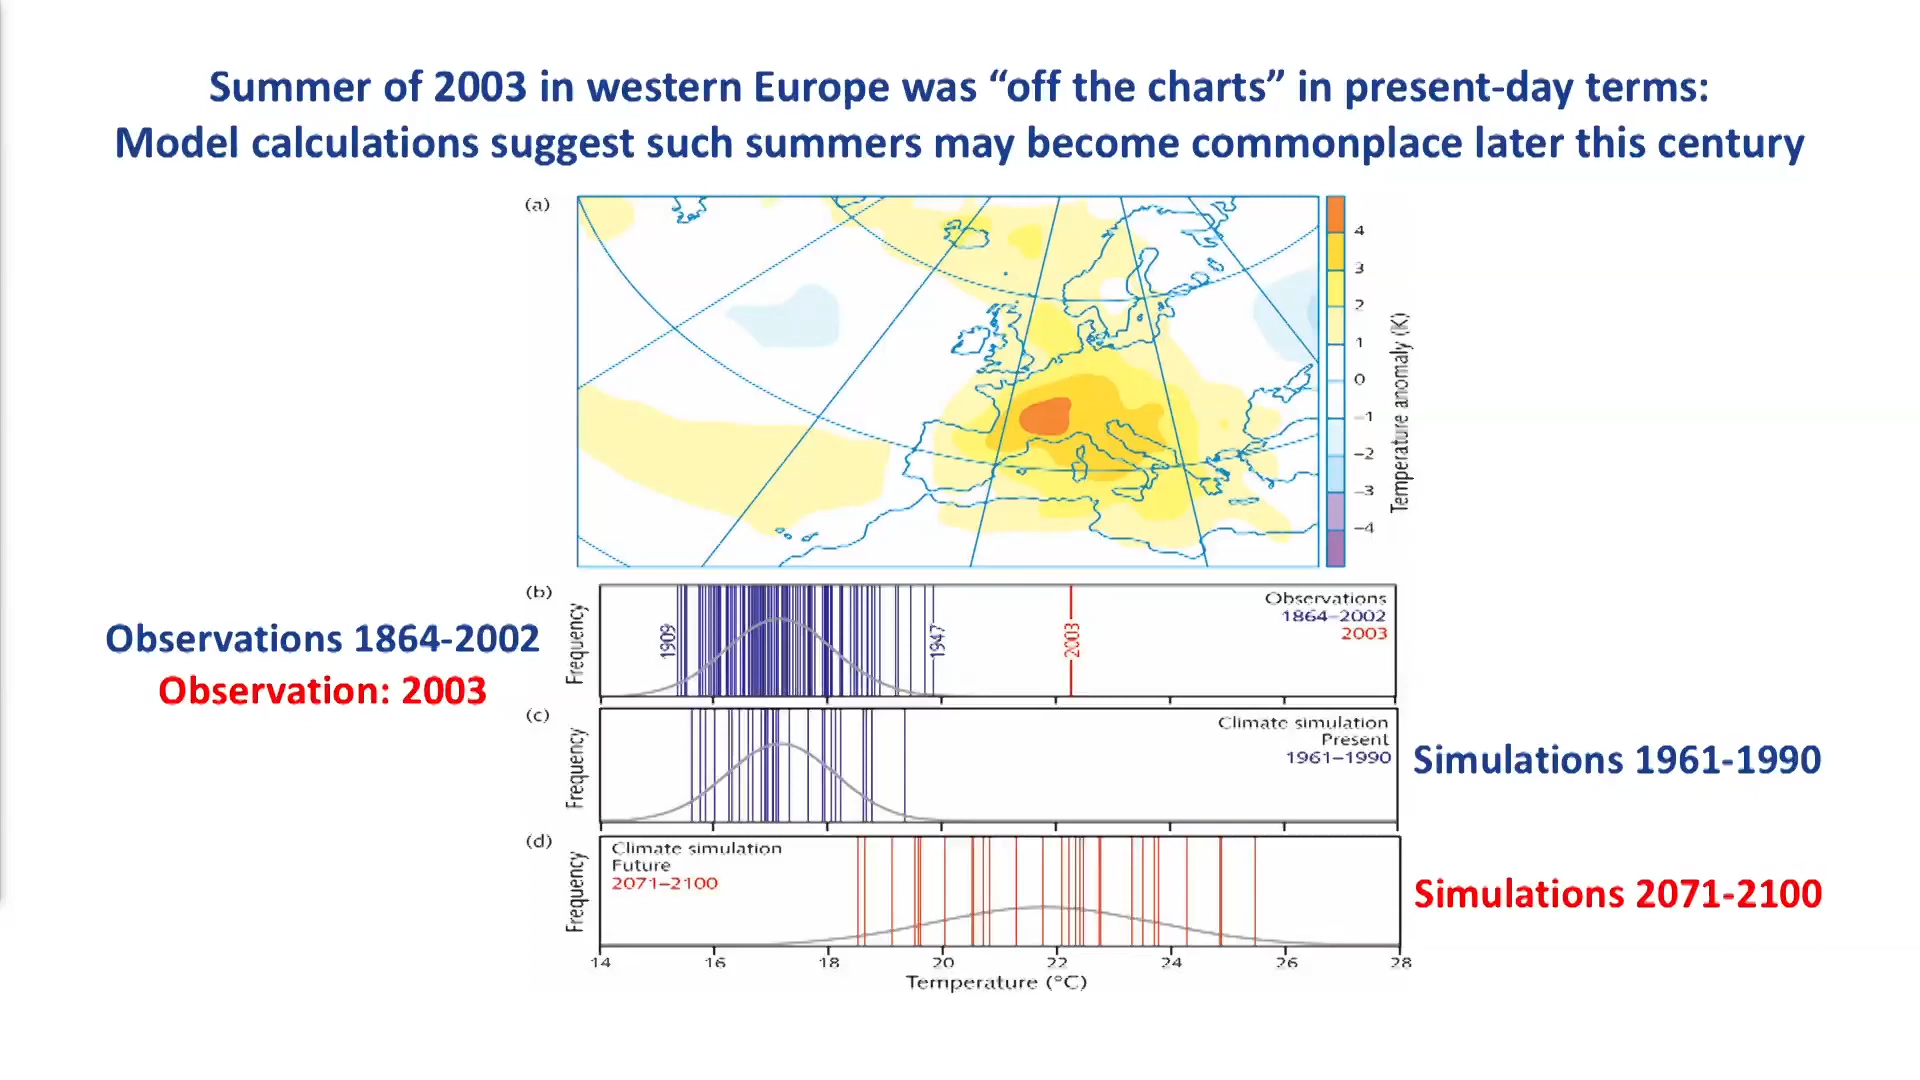 Summer of 2003 in western Europe was “off the charts” in present-day terms:
Model calculations suggest such summers may become commonplace later this century
(a)
4
3
2
1
0
−1
−2
−3
−4
Temperature anomaly (K)
(b)
Frequency
1909
1947
2003
Observations
1864–2002
2003
Observations 1864-2002
Observation: 2003
(c)
Frequency
Climate simulation
Present
1961–1990
Simulations 1961-1990
(d)
Frequency
Climate simulation
Future
2071–2100
Simulations 2071-2100
14 16 18 20 22 24 26 28
Temperature (°C)